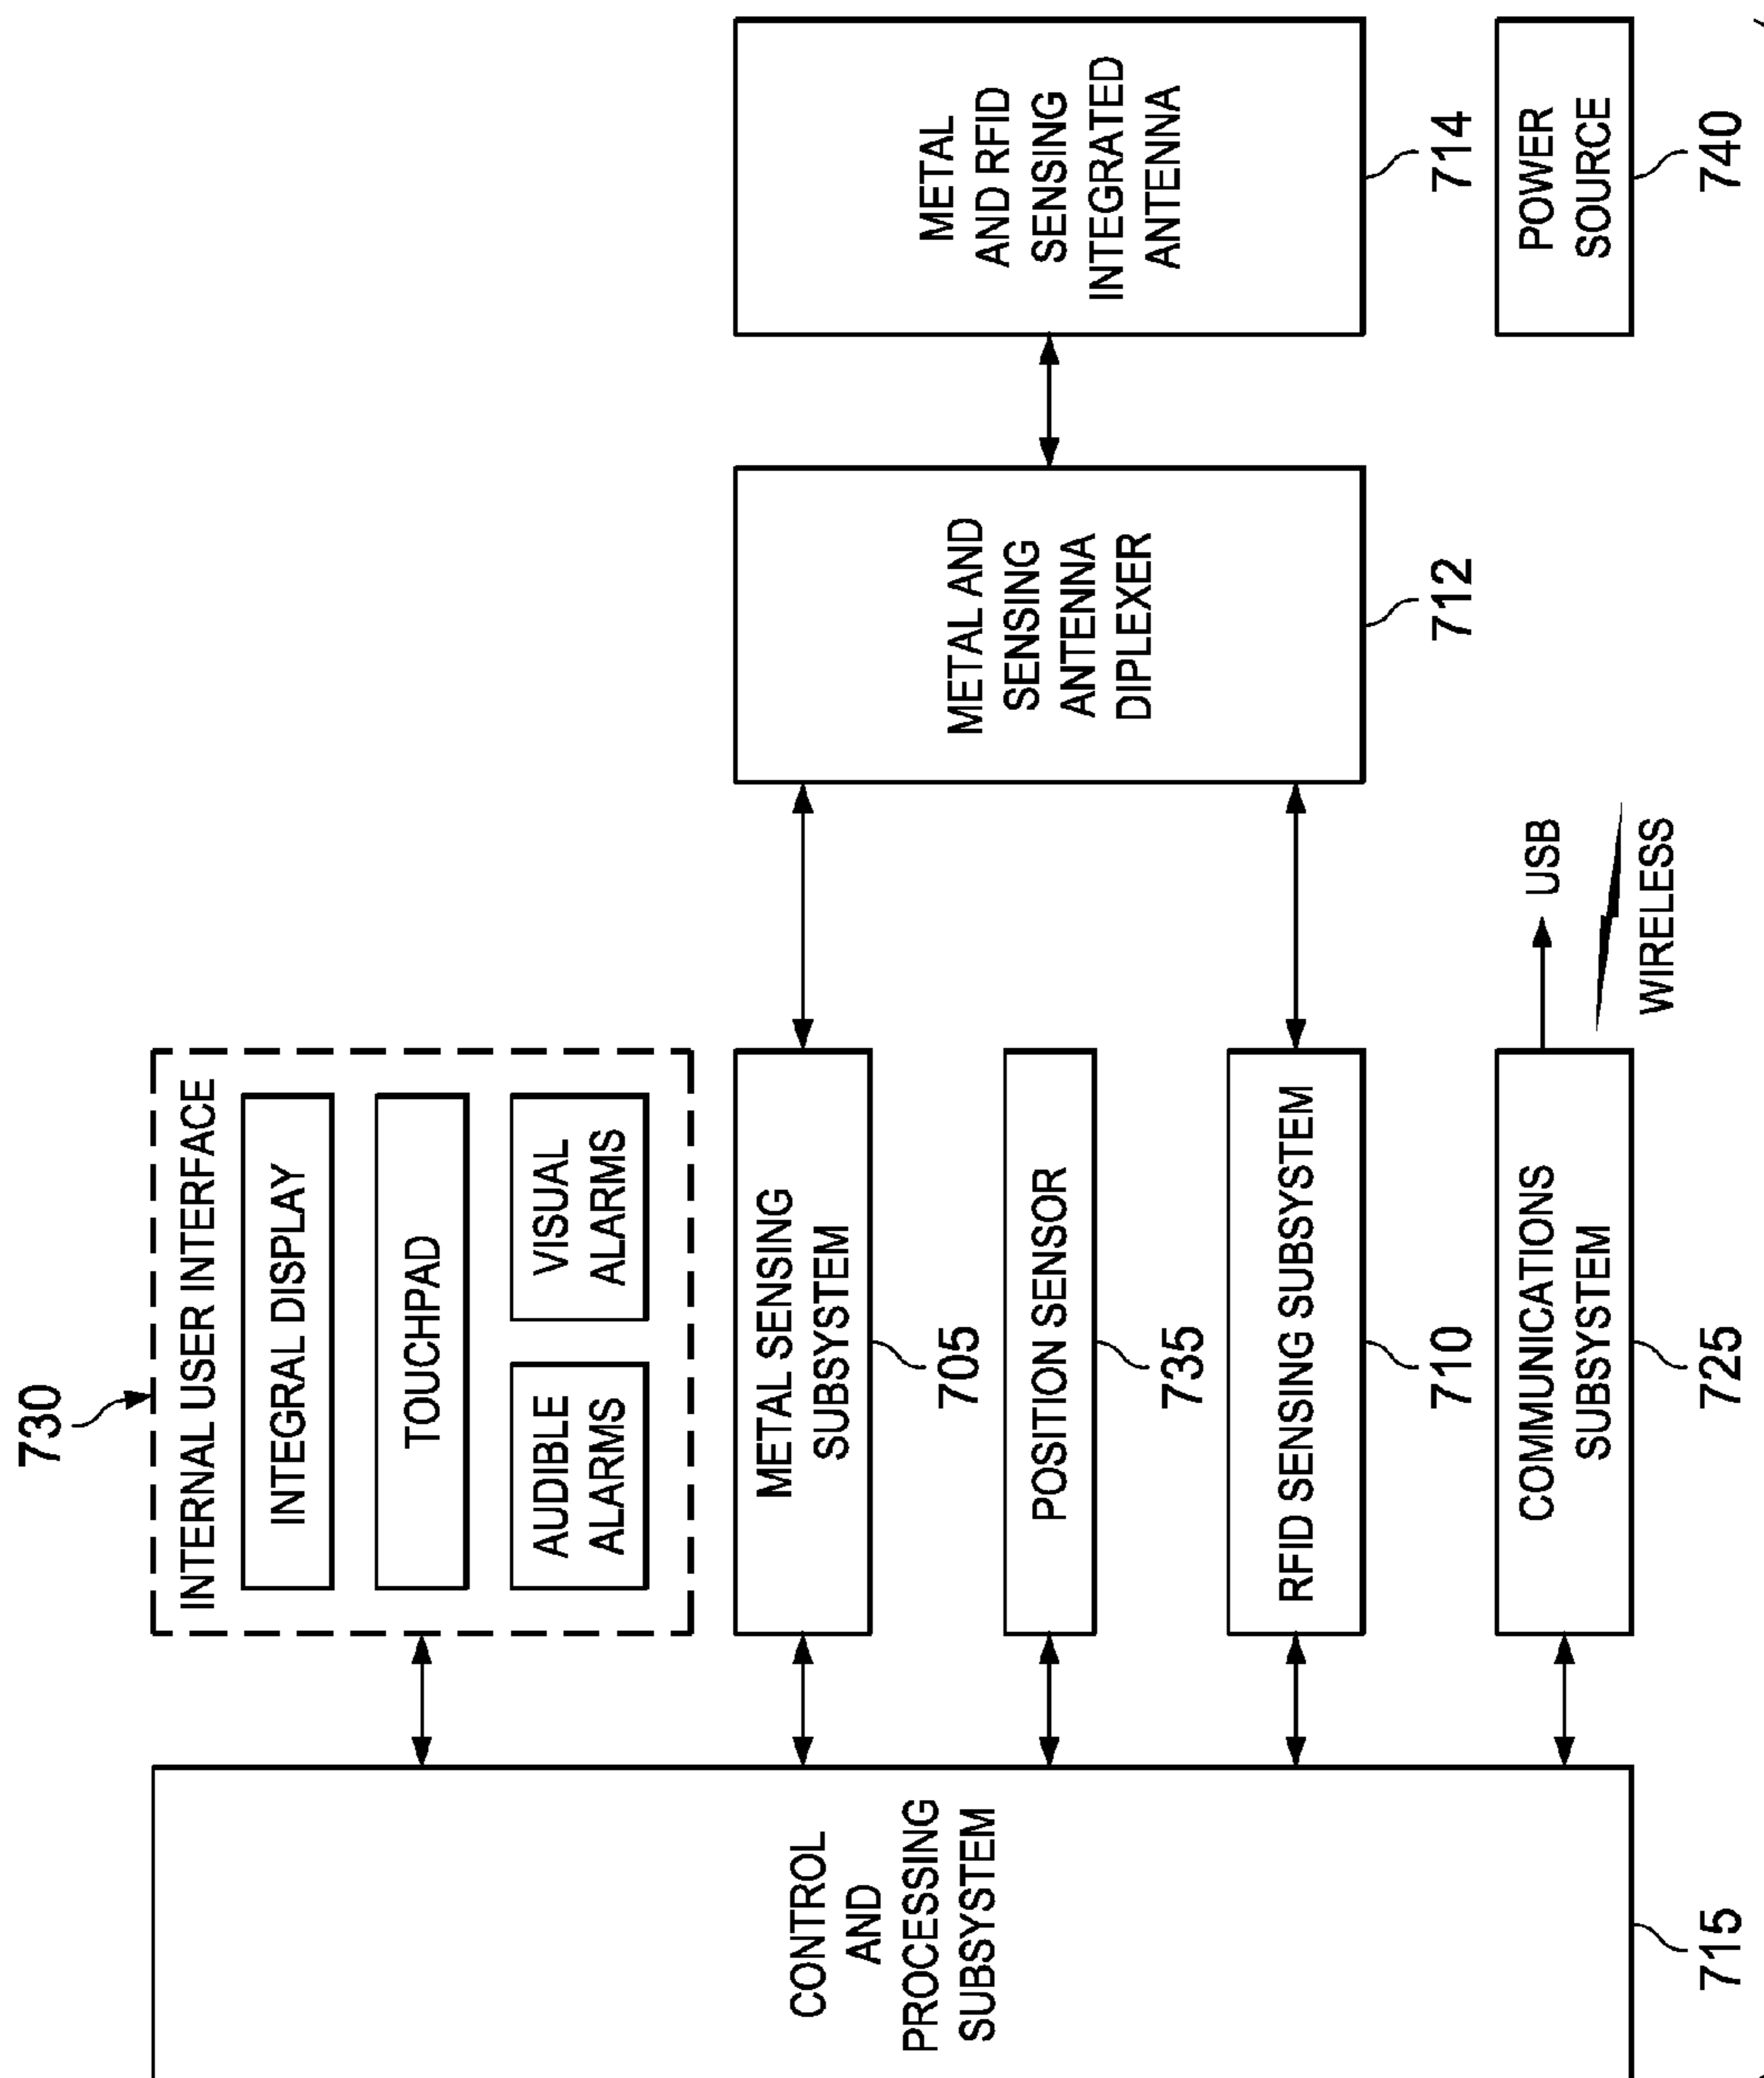 730
INTERNAL USER INTERFACE
INTEGRAL DISPLAY
TOUCHPAD
AUDIBLE
ALARMS
VISUAL
ALARMS
CONTROL
AND
PROCESSING
SUBSYSTEM
715
METAL SENSING
SUBSYSTEM
705
POSITION SENSOR
735
RFID SENSING SUBSYSTEM
710
COMMUNICATIONS
SUBSYSTEM
725
USB
WIRELESS
METAL AND
SENSING
ANTENNA
DIPLEXER
712
METAL
AND RFID
SENSING
INTEGRATED
ANTENNA
714
POWER
SOURCE
740